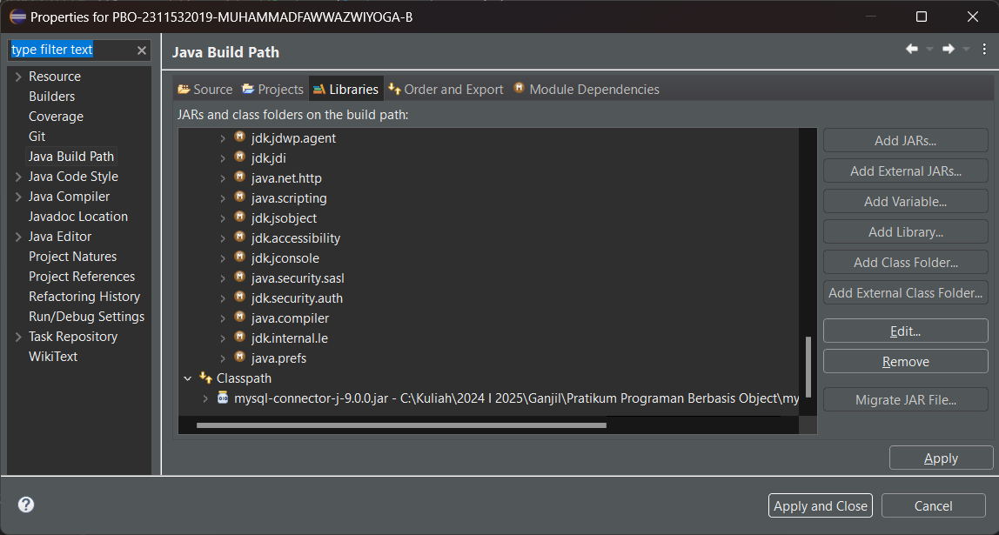 Properties for PBO-2311532019-MUHAMMADFAWWAZWIYOGA-B
type filter text
Resource
Builders
Coverage
Git
Java Build Path
Java Code Style
Java Compiler
Javadoc Location
Java Editor
Project Natures
Project References
Refactoring History
Run/Debug Settings
Task Repository
WikiText
Java Build Path
Source Projects Libraries Order and Export Module Dependencies
JARs and class folders on the build path:
jdk.jdwp.agent
jdk.jdi
java.net.http
java.scripting
jdk.jsobject
jdk.accessibility
jdk.jconsole
java.security.sasl
jdk.security.auth
java.compiler
jdk.internal.le
java.prefs
Classpath
mysql-connector-j-9.0.0.jar - C:\Kuliah\2024 I 2025\Ganjil\Pratikum Programan Berbasis Object\my
Add JARs...
Add External JARs...
Add Variable...
Add Library...
Add Class Folder...
Add External Class Folder...
Edit...
Remove
Migrate JAR File...
Apply
Apply and Close
Cancel